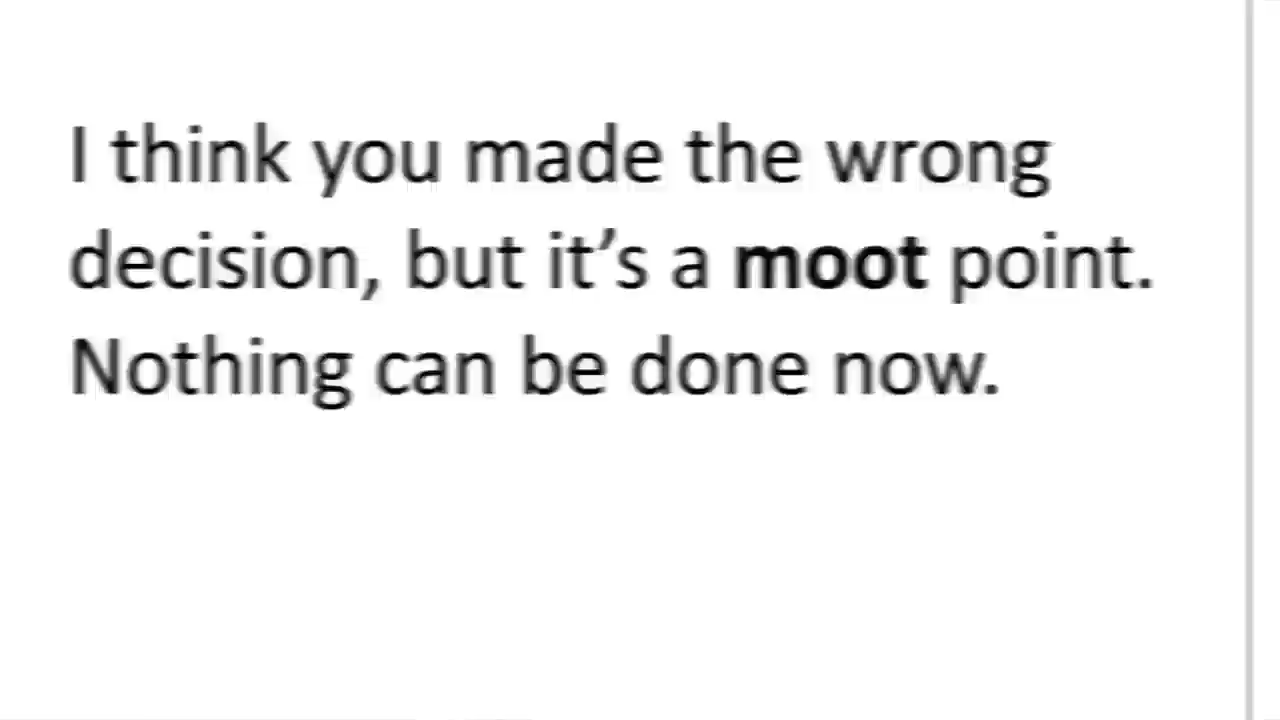 I think you made the wrong
decision, but it’s a moot point.
Nothing can be done now.